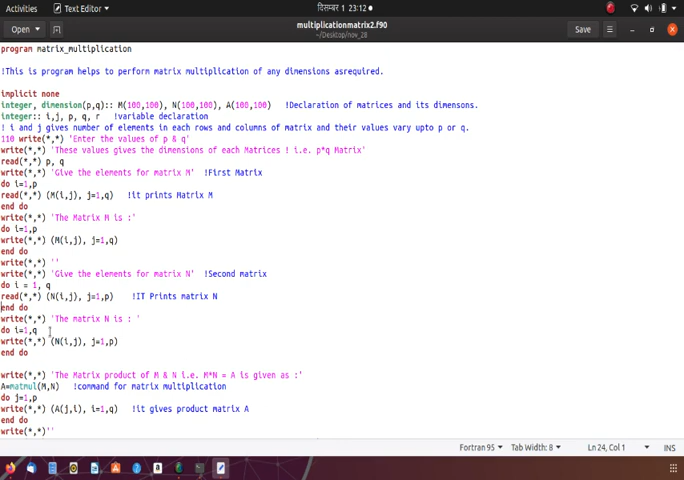 Activities Text Editor दिसम्बर 1 23:12
Open multiplicationmatrix2.f90 Save
~/Desktop/nov_28
program matrix_multiplication
!This is program helps to perform matrix multiplication of any dimensions asrequired.
implicit none
integer, dimension(p,q):: M(100,100), N(100,100), A(100,100) !Declaration of matrices and its dimensons.
integer:: i,j, p, q, r !variable declaration
! i and j gives number of elements in each rows and columns of matrix and their values vary upto p or q.
110 write(*,*) 'Enter the values of p & q'
write(*,*) 'These values gives the dimensions of each Matrices ! i.e. p*q Matrix'
read(*,*) p, q
write(*,*) 'Give the elements for matrix M' !First Matrix
do i=1,p
read(*,*) (M(i,j), j=1,q) !it prints Matrix M
end do
write(*,*) 'The Matrix M is :'
do i=1,p
write(*,*) (M(i,j), j=1,q)
end do
write(*,*) ''
write(*,*) 'Give the elements for matrix N' !Second matrix
do i = 1, q
read(*,*) (N(i,j), j=1,p) !IT Prints matrix N
end do
write(*,*) 'The matrix N is : '
do i=1,q
write(*,*) (N(i,j), j=1,p)
end do
write(*,*) 'The Matrix product of M & N i.e. M*N = A is given as :'
A=matmul(M,N) !command for matrix multiplication
do j=1,p
write(*,*) (A(j,i), i=1,q) !it gives product matrix A
end do
write(*,*)''
Fortran 95 Tab Width: 8 Ln 24, Col 1 INS